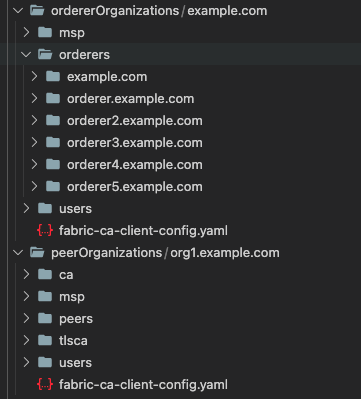 ordererOrganizations/example.com
msp
orderers
example.com
orderer.example.com
orderer2.example.com
orderer3.example.com
orderer4.example.com
orderer5.example.com
users
{..} fabric-ca-client-config.yaml
peerOrganizations/org1.example.com
ca
msp
peers
tlsca
users
{..} fabric-ca-client-config.yaml